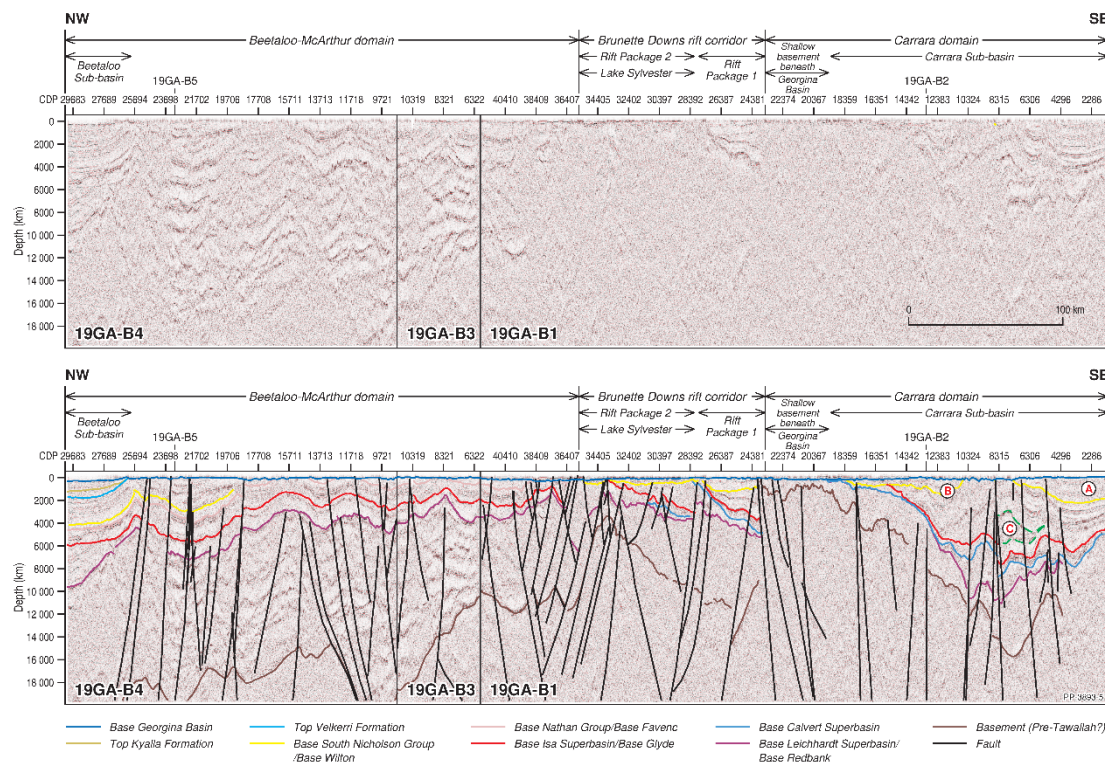 NW
SE
Beetaloo-McArthur domain
Brunette Downs rift corridor
Carrara domain
Beetaloo
Sub-basin
Rift Package 2
Lake Sylvester
Rift
Package 1
Shallow
basement
beneath
Georgina
Basin
Carrara Sub-basin
19GA-B5
19GA-B2
CDP 29683 27689 25694 23698 21702 19706 17708 15711 13713 11718 9721 10319 8321 6322 40410 38409 36407 34405 32402 30397 28392 26387 24381 22374 20367 18359 16351 14342 12383 10324 8315 6306 4296 2286
Depth (km)
0
2000
4000
6000
8000
10 000
12 000
14 000
16 000
18 000
0
100 km
19GA-B4
19GA-B3
19GA-B1
NW
SE
Beetaloo-McArthur domain
Brunette Downs rift corridor
Carrara domain
Beetaloo
Sub-basin
Rift Package 2
Lake Sylvester
Rift
Package 1
Shallow
basement
beneath
Georgina
Basin
Carrara Sub-basin
19GA-B5
19GA-B2
CDP 29683 27689 25694 23698 21702 19706 17708 15711 13713 11718 9721 10319 8321 6322 40410 38409 36407 34405 32402 30397 28392 26387 24381 22374 20367 18359 16351 14342 12383 10324 8315 6306 4296 2286
Depth (km)
0
2000
4000
6000
8000
10 000
12 000
14 000
16 000
18 000
A
B
C
19GA-B4
19GA-B3
19GA-B1
Base Georgina Basin
Top Kyalla Formation
Top Velkerri Formation
Base South Nicholson Group
/Base Wilton
Base Nathan Group/Base Favenc
Base Isa Superbasin/Base Glyde
Base Calvert Superbasin
Base Leichhardt Superbasin/
Base Redbank
Basement (Pre-Tawallah?)
Fault